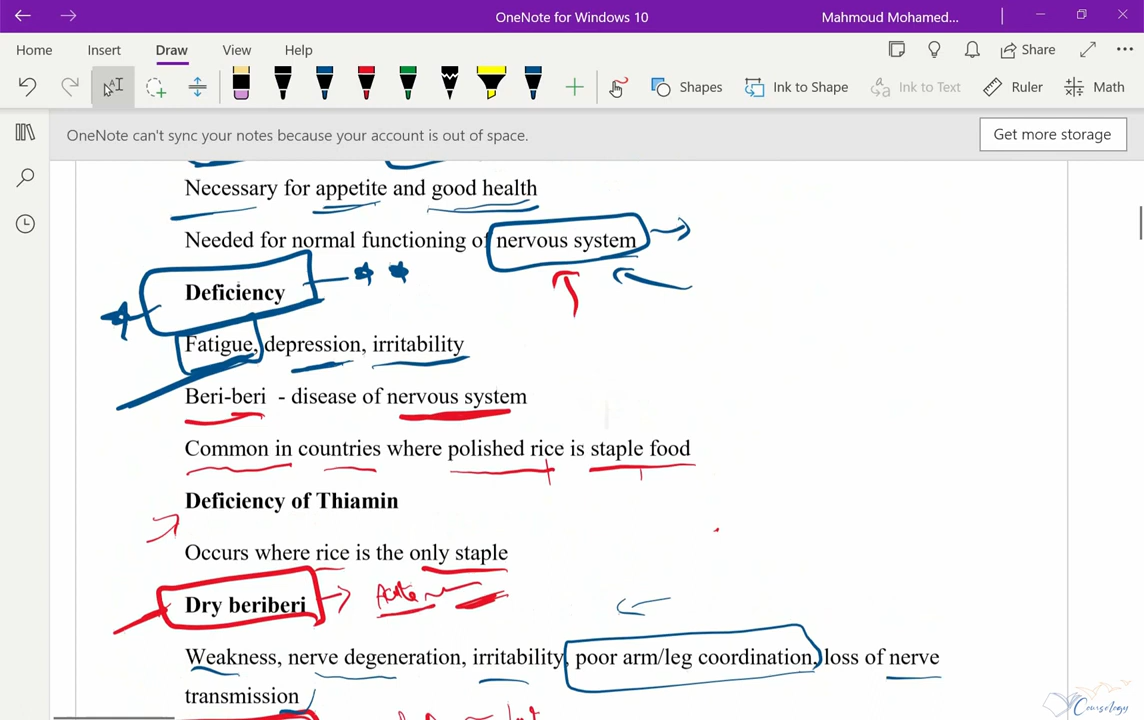 OneNote for Windows 10
Mahmoud Mohamed...
Home Insert Draw View Help
Share
Shapes Ink to Shape Ink to Text Ruler Math
OneNote can't sync your notes because your account is out of space.
Get more storage
Necessary for appetite and good health
Needed for normal functioning of nervous system
Deficiency
Fatigue, depression, irritability
Beri-beri - disease of nervous system
Common in countries where polished rice is staple food
Deficiency of Thiamin
Occurs where rice is the only staple
Dry beriberi
Acute
Weakness, nerve degeneration, irritability, poor arm/leg coordination, loss of nerve
transmission
Coursology